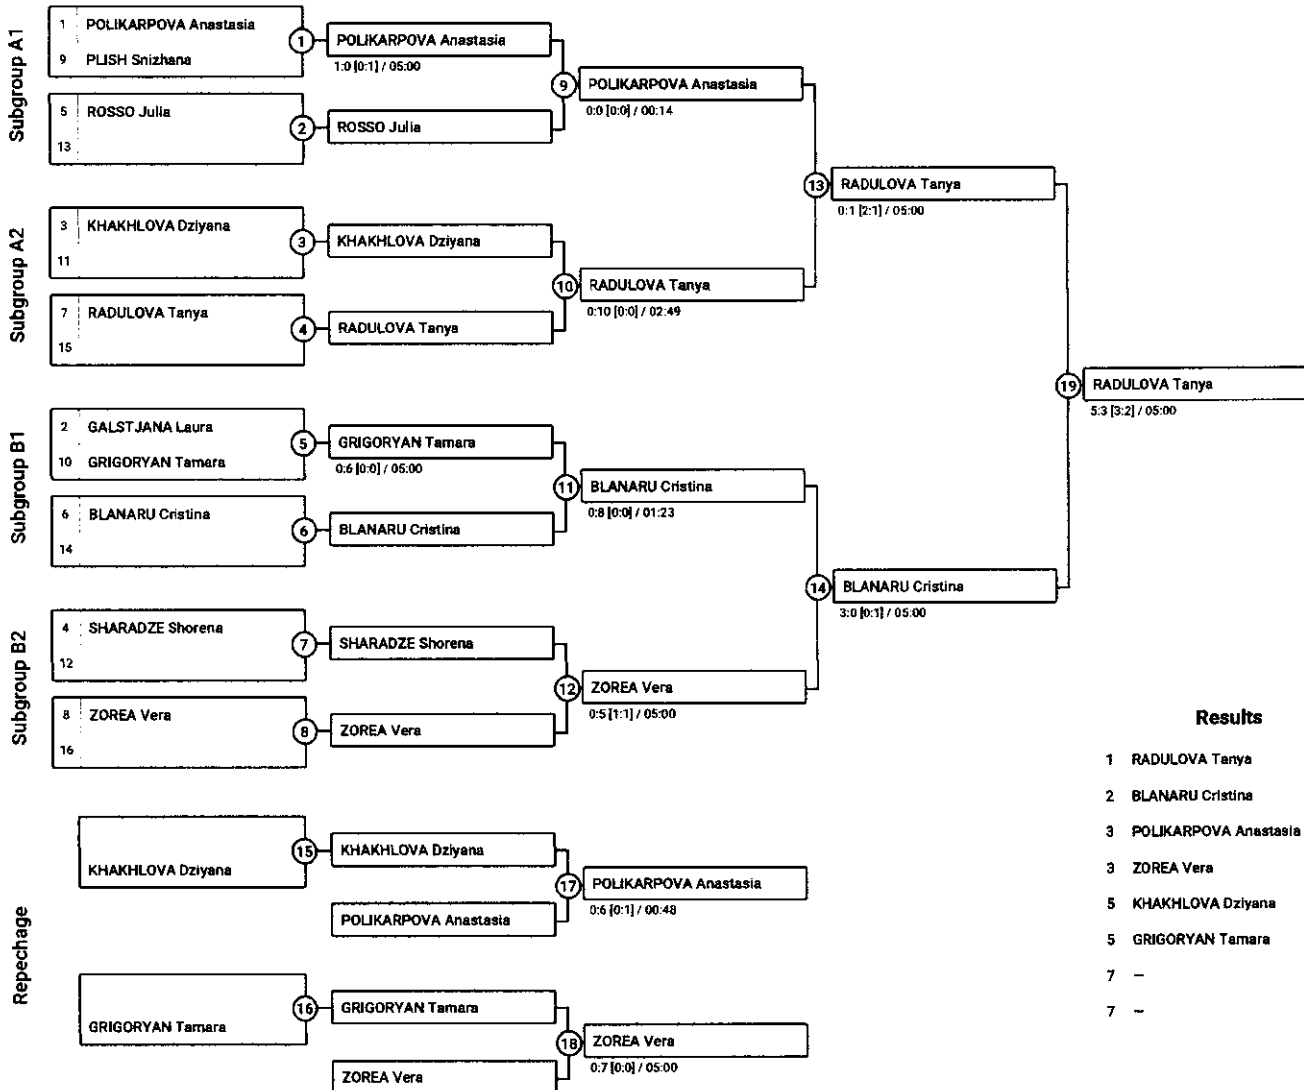 Subgroup A1
1 POLIKARPOVA Anastasia
9 PLISH Snizhana
1
POLIKARPOVA Anastasia
1:0 [0:1] / 05:00
5 ROSSO Julia
13
2
ROSSO Julia
9
POLIKARPOVA Anastasia
0:0 [0:0] / 00:14
Subgroup A2
3 KHAKHLOVA Dziyana
11
3
KHAKHLOVA Dziyana
7 RADULOVA Tanya
15
4
RADULOVA Tanya
10
RADULOVA Tanya
0:10 [0:0] / 02:49
13
RADULOVA Tanya
0:1 [2:1] / 05:00
Subgroup B1
2 GALSTJANA Laura
10 GRIGORYAN Tamara
5
GRIGORYAN Tamara
0:6 [0:0] / 05:00
6 BLANARU Cristina
14
6
BLANARU Cristina
11
BLANARU Cristina
0:8 [0:0] / 01:23
Subgroup B2
4 SHARADZE Shorena
12
7
SHARADZE Shorena
8 ZOREA Vera
16
8
ZOREA Vera
12
ZOREA Vera
0:5 [1:1] / 05:00
14
BLANARU Cristina
3:0 [0:1] / 05:00
19
RADULOVA Tanya
5:3 [3:2] / 05:00
Repechage
KHAKHLOVA Dziyana
15
KHAKHLOVA Dziyana
POLIKARPOVA Anastasia
17
POLIKARPOVA Anastasia
0:6 [0:1] / 00:48
GRIGORYAN Tamara
16
GRIGORYAN Tamara
ZOREA Vera
18
ZOREA Vera
0:7 [0:0] / 05:00
Results
1 RADULOVA Tanya
2 BLANARU Cristina
3 POLIKARPOVA Anastasia
3 ZOREA Vera
5 KHAKHLOVA Dziyana
5 GRIGORYAN Tamara
7 –
7 –